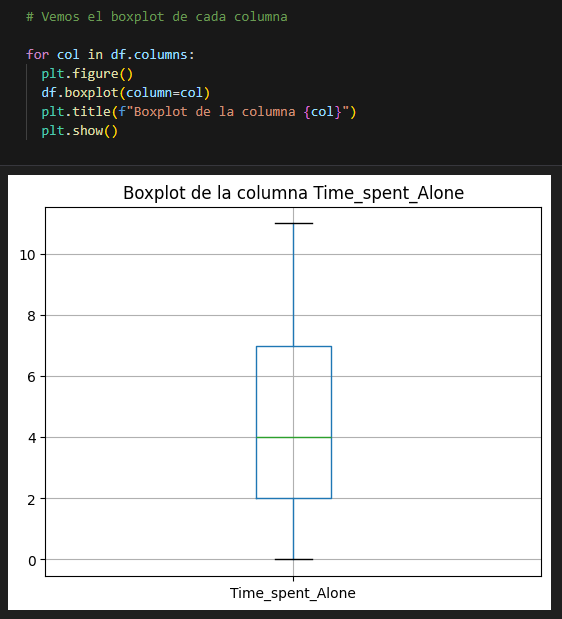 # Vemos el boxplot de cada columna
for col in df.columns:
plt.figure()
df.boxplot(column=col)
plt.title(f"Boxplot de la columna {col}")
plt.show()
Boxplot de la columna Time_spent_Alone
10
8
6
4
2
0
Time_spent_Alone